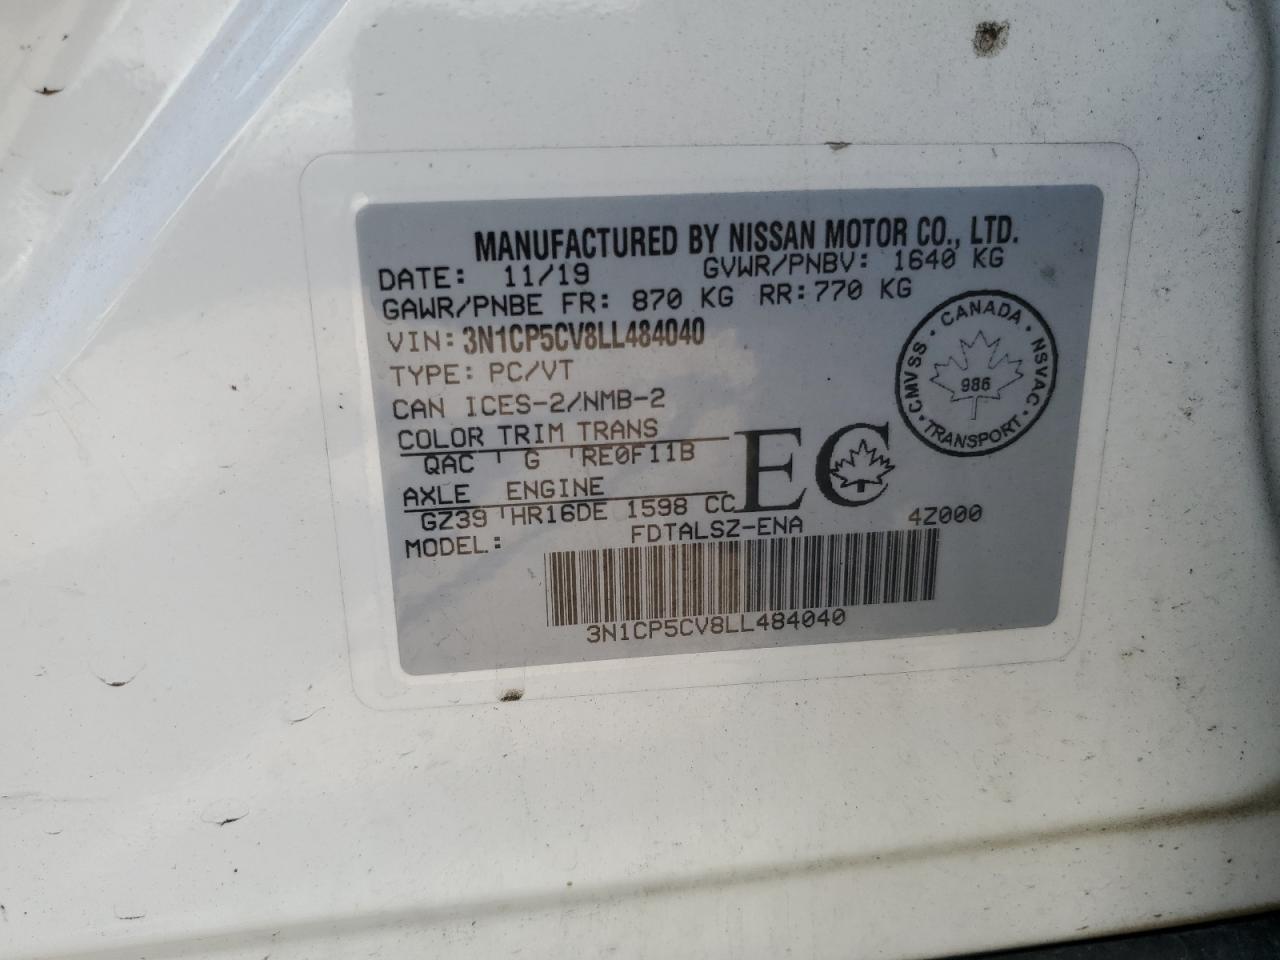 MANUFACTURED BY NISSAN MOTOR CO., LTD.
DATE: 11/19 GVWR/PNBV: 1640 KG
GAWR/PNBE FR: 870 KG RR: 770 KG
VIN: 3N1CP5CV8LL484040
TYPE: PC/VT
CAN ICES-2/NMB-2
COLOR TRIM TRANS
QAC G RE0F11B
AXLE ENGINE
GZ39 HR16DE 1598 CC
MODEL: FDTALSZ-ENA 4Z000
3N1CP5CV8LL484040
EC
CANADA
CMVSS · NSVAC
986
TRANSPORT